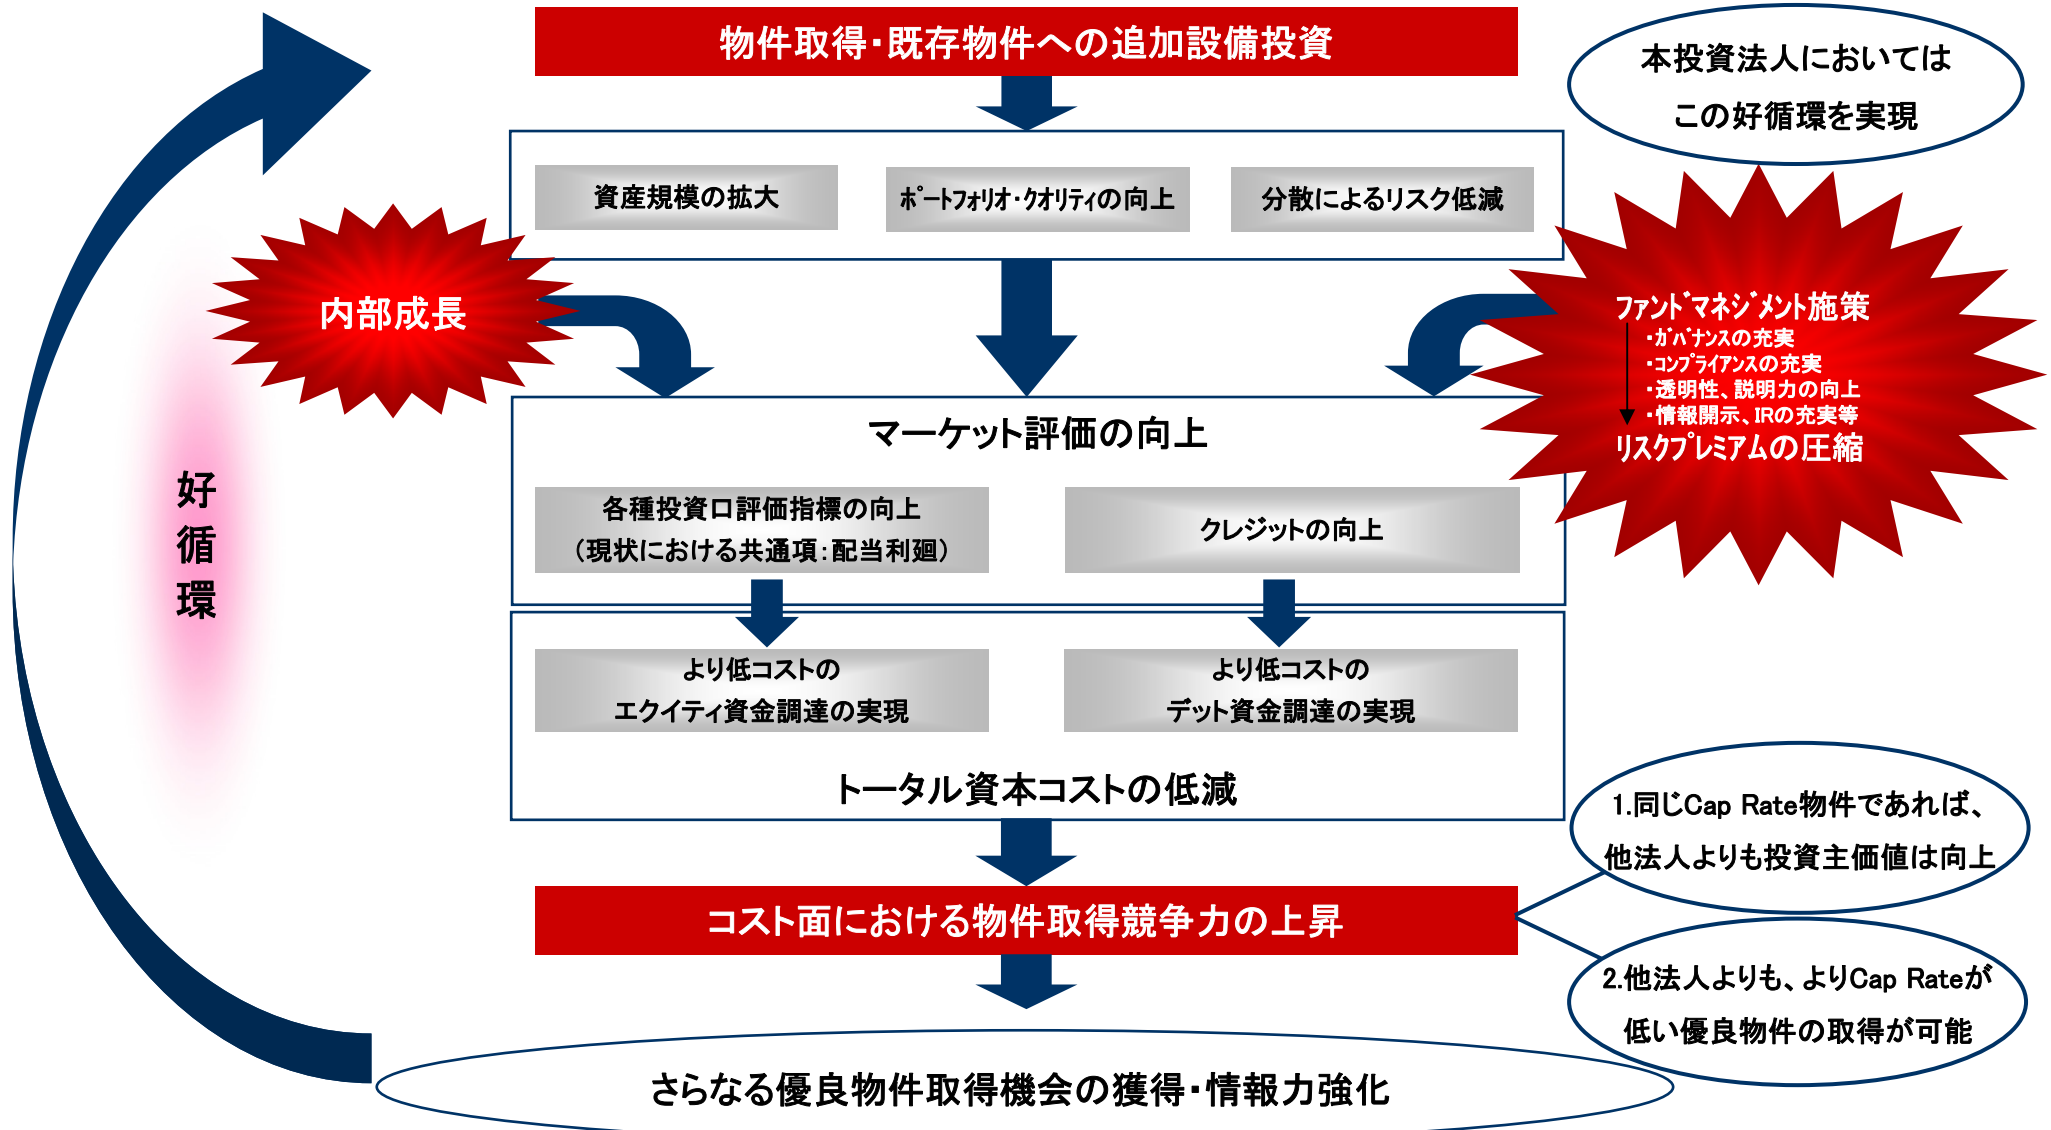 物件取得・既存物件への追加設備投資
本投資法人においては
この好循環を実現
資産規模の拡大
ﾎﾟｰﾄﾌｫﾘｵ･ｸｵﾘﾃｨの向上
分散によるリスク低減
内部成長
ﾌｧﾝﾄﾞﾏﾈｼﾞﾒﾝﾄ施策
・ｶﾞﾊﾞﾅﾝｽの充実
・ｺﾝﾌﾟﾗｲｱﾝｽの充実
・透明性、説明力の向上
・情報開示、IRの充実等
ﾘｽｸﾌﾟﾚﾐｱﾑの圧縮
マーケット評価の向上
各種投資口評価指標の向上
（現状における共通項：配当利廻）
クレジットの向上
好
循
環
より低コストの
エクイティ資金調達の実現
より低コストの
デット資金調達の実現
トータル資本コストの低減
1.同じCap Rate物件であれば、
他法人よりも投資主価値は向上
コスト面における物件取得競争力の上昇
2.他法人よりも、よりCap Rateが
低い優良物件の取得が可能
さらなる優良物件取得機会の獲得・情報力強化